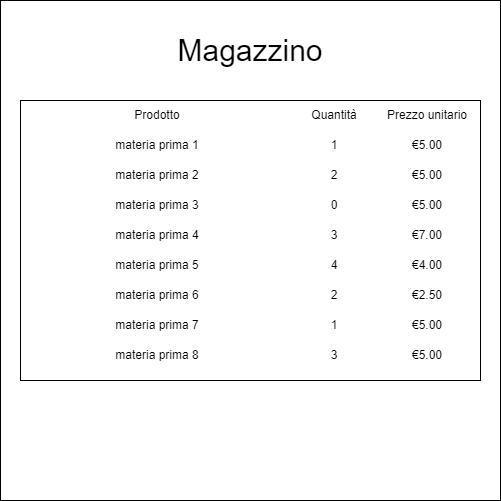 Magazzino
Prodotto Quantità Prezzo unitario
materia prima 1 1 €5.00
materia prima 2 2 €5.00
materia prima 3 0 €5.00
materia prima 4 3 €7.00
materia prima 5 4 €4.00
materia prima 6 2 €2.50
materia prima 7 1 €5.00
materia prima 8 3 €5.00